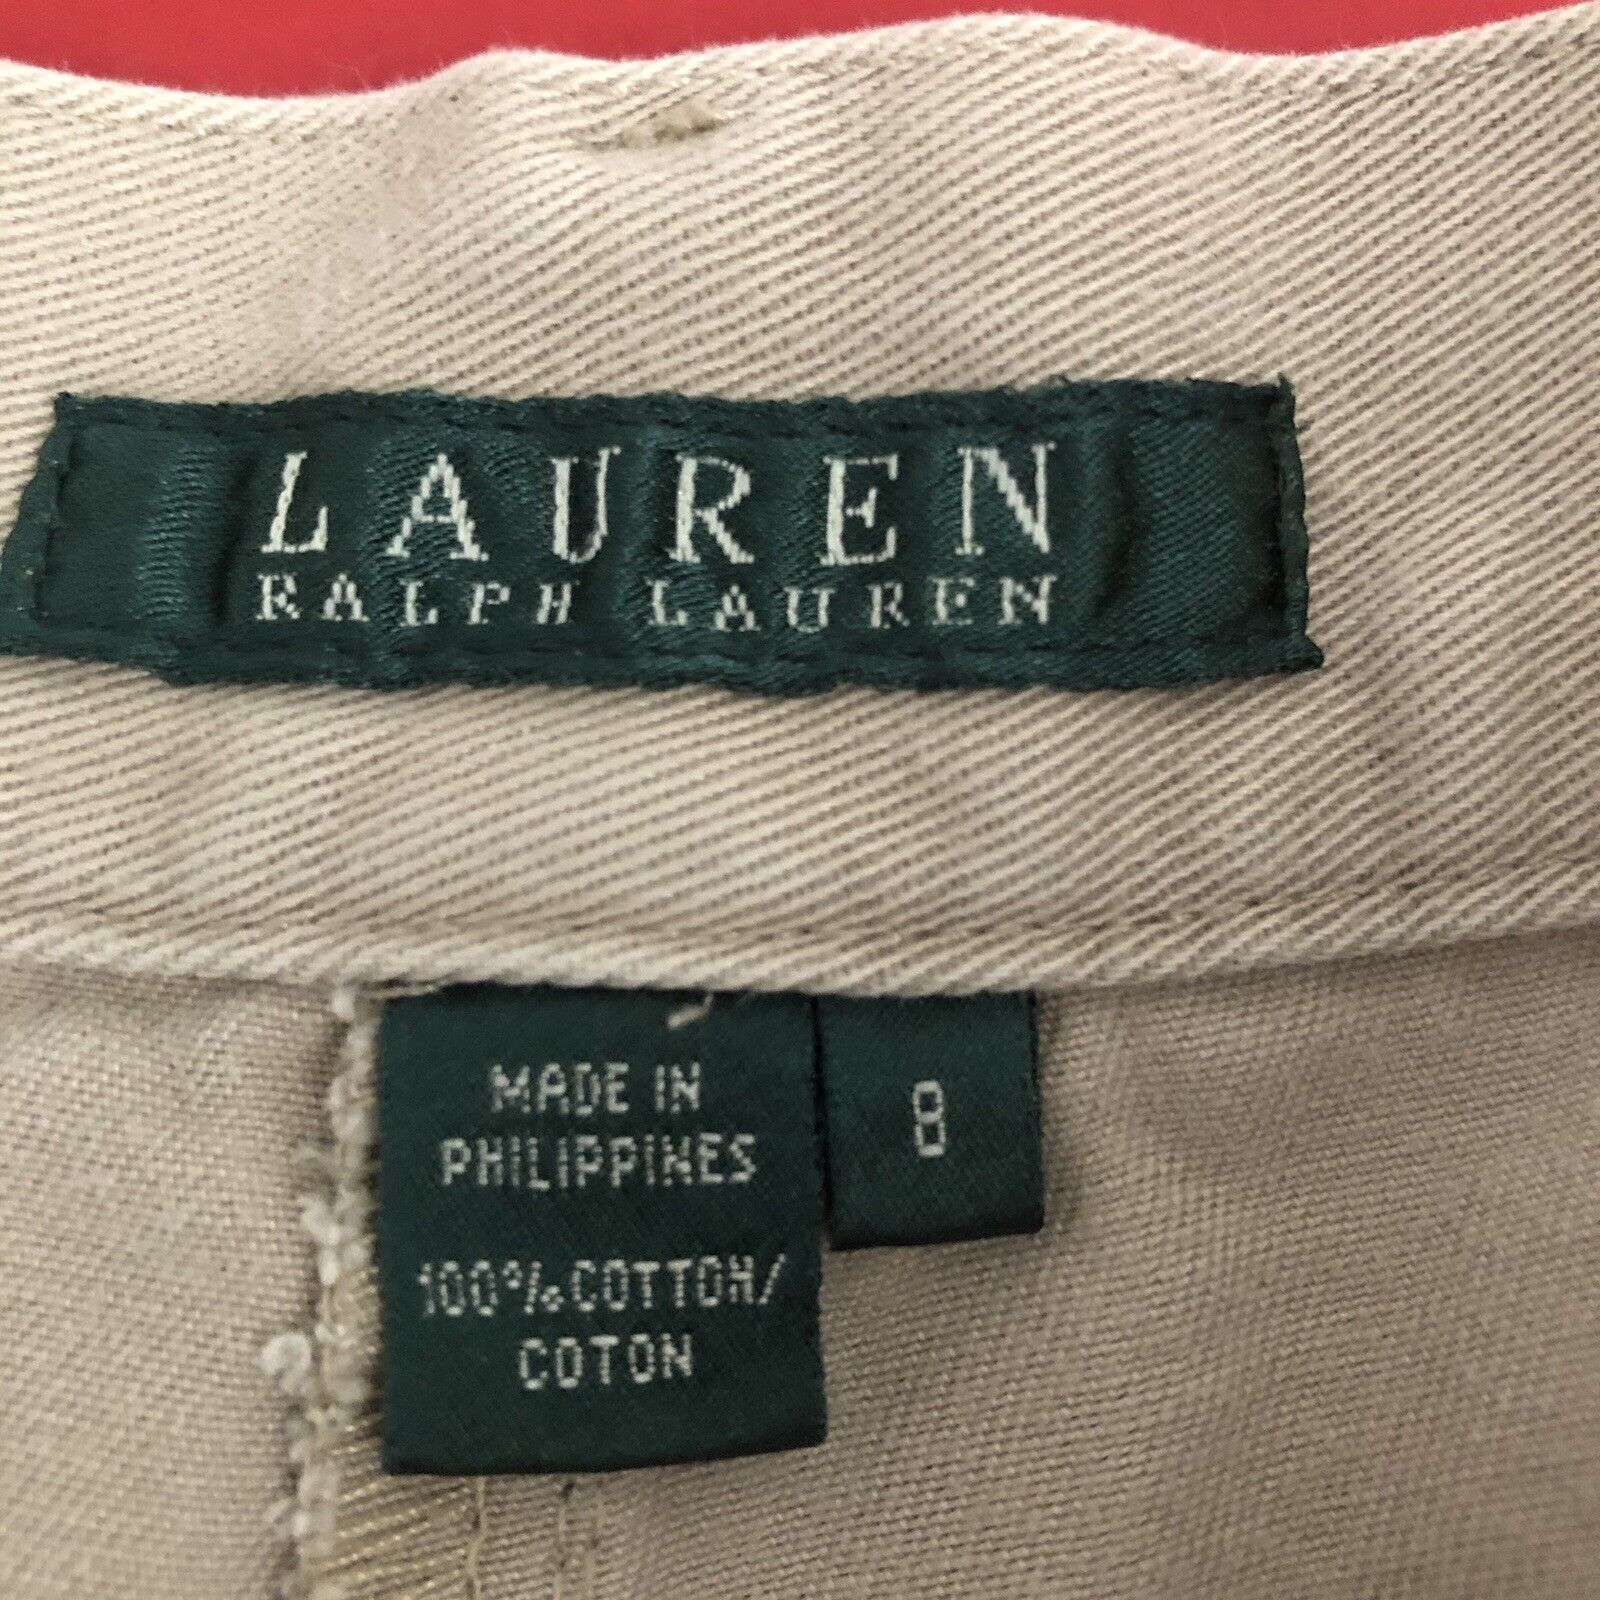 LAUREN
RALPH LAUREN
MADE IN
PHILIPPINES
100%COTTON/
COTON
8